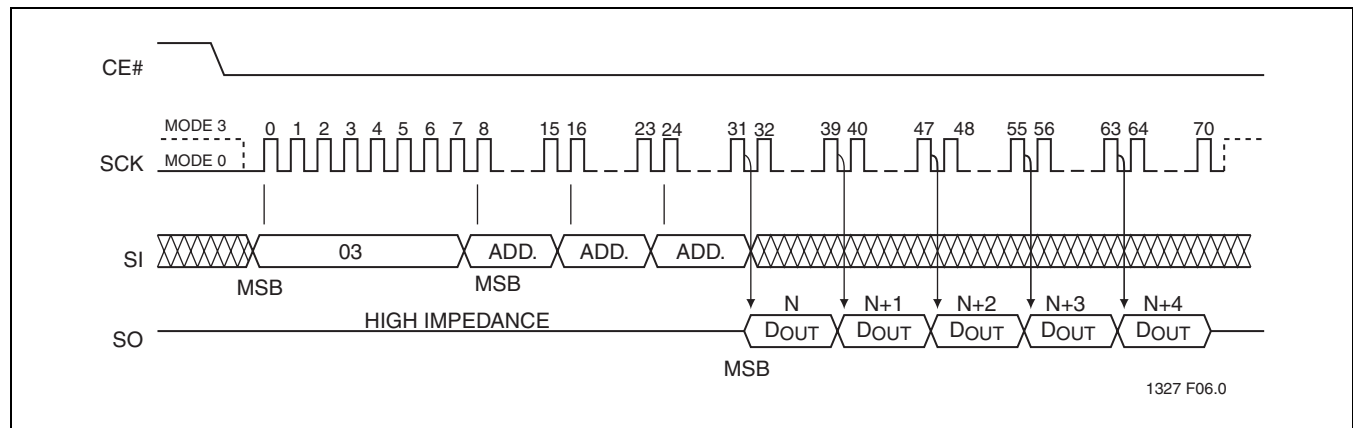 CE#
MODE 3
0 1 2 3 4 5 6 7 8 15 16 23 24 31 32 39 40 47 48 55 56 63 64 70
SCK MODE 0
SI 03 ADD. ADD. ADD.
MSB MSB
N N+1 N+2 N+3 N+4
HIGH IMPEDANCE
SO DOUT DOUT DOUT DOUT DOUT
MSB
1327 F06.0